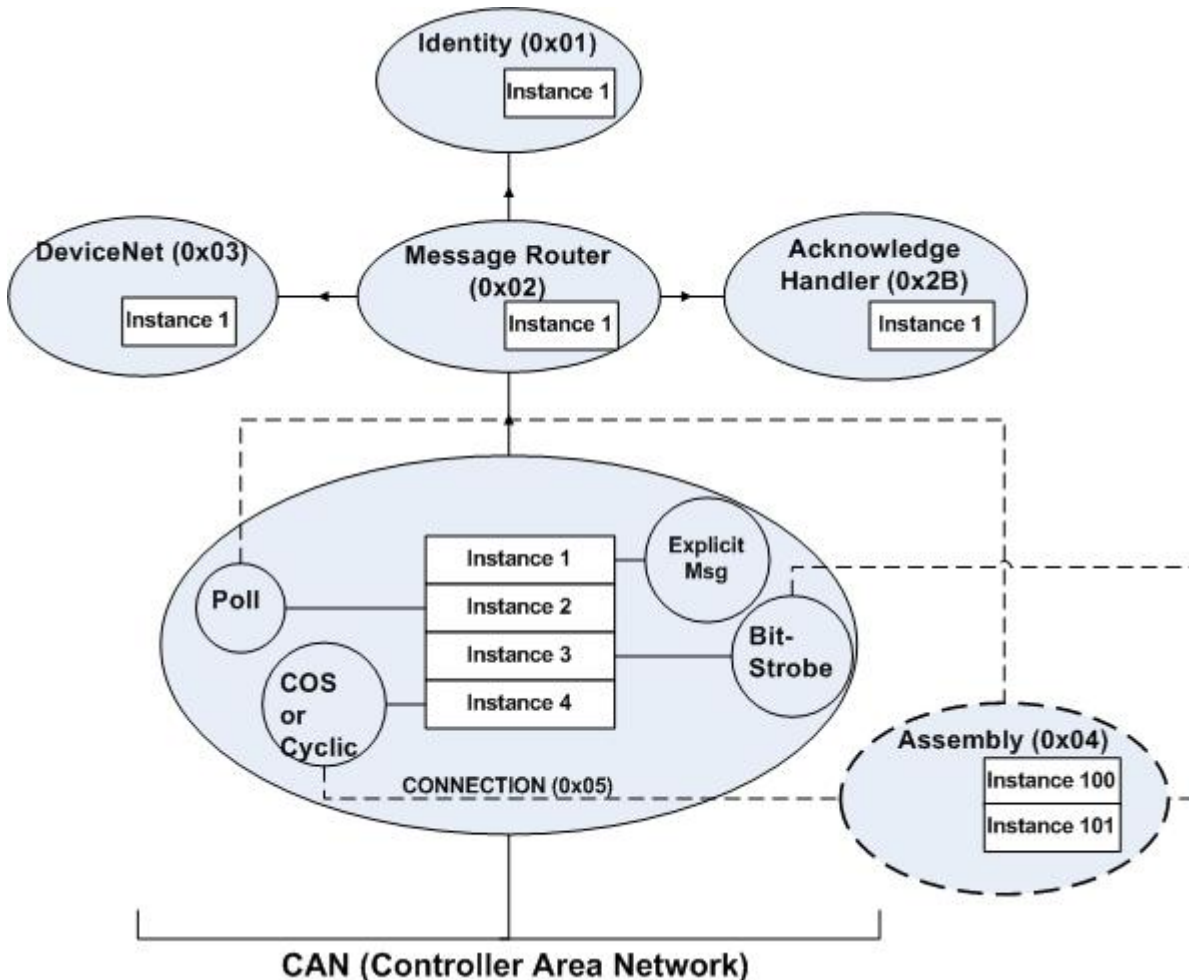 Identity (0x01)
Instance 1
DeviceNet (0x03)
Instance 1
Message Router
(0x02)
Instance 1
Acknowledge
Handler (0x2B)
Instance 1
Poll
COS
or
Cyclic
Instance 1
Instance 2
Instance 3
Instance 4
Explicit
Msg
Bit-
Strobe
CONNECTION (0x05)
Assembly (0x04)
Instance 100
Instance 101
CAN (Controller Area Network)